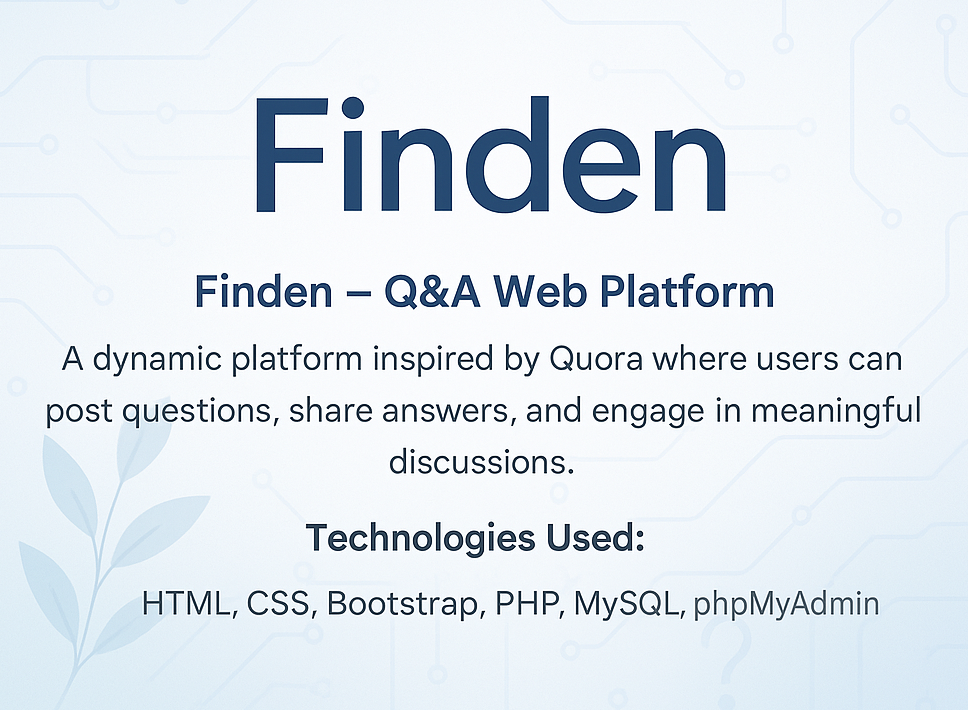 Finden
Finden – Q&A Web Platform
A dynamic platform inspired by Quora where users can
post questions, share answers, and engage in meaningful
discussions.
Technologies Used:
HTML, CSS, Bootstrap, PHP, MySQL, phpMyAdmin